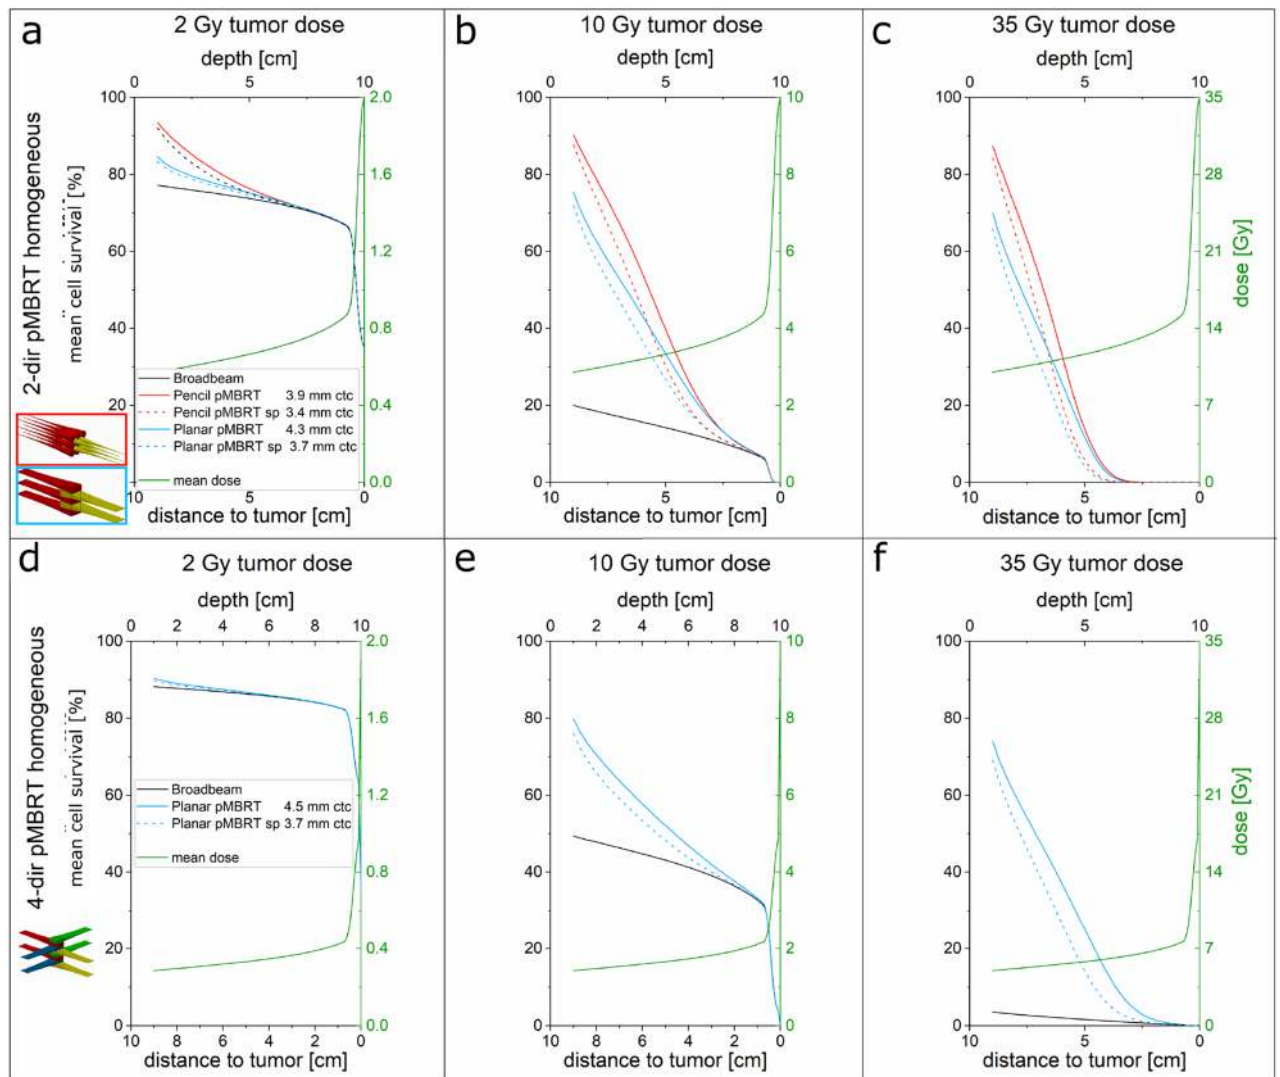 a
2 Gy tumor dose
depth [cm]
0 5 10
100
80
60
40
20
0
2.0
1.6
1.2
0.8
0.4
0.0
2-dir pMBRT homogeneous
mean cell survival [%]
Broadbeam
Pencil pMBRT 3.9 mm ctc
Pencil pMBRT sp 3.4 mm ctc
Planar pMBRT 4.3 mm ctc
Planar pMBRT sp 3.7 mm ctc
mean dose
10 5 0
distance to tumor [cm]
b
10 Gy tumor dose
depth [cm]
0 5 10
100
80
60
40
20
0
10
8
6
4
2
0
10 5 0
distance to tumor [cm]
c
35 Gy tumor dose
depth [cm]
0 5 10
100
80
60
40
20
0
35
28
21
14
7
0
dose [Gy]
10 5 0
distance to tumor [cm]
d
2 Gy tumor dose
depth [cm]
0 2 4 6 8 10
100
80
60
40
20
0
2.0
1.6
1.2
0.8
0.4
0.0
4-dir pMBRT homogeneous
mean cell survival [%]
Broadbeam
Planar pMBRT 4.5 mm ctc
Planar pMBRT sp 3.7 mm ctc
mean dose
10 8 6 4 2 0
distance to tumor [cm]
e
10 Gy tumor dose
depth [cm]
0 2 4 6 8 10
100
80
60
40
20
0
10
8
6
4
2
0
10 8 6 4 2 0
distance to tumor [cm]
f
35 Gy tumor dose
depth [cm]
0 5 10
100
80
60
40
20
0
35
28
21
14
7
0
dose [Gy]
10 5 0
distance to tumor [cm]